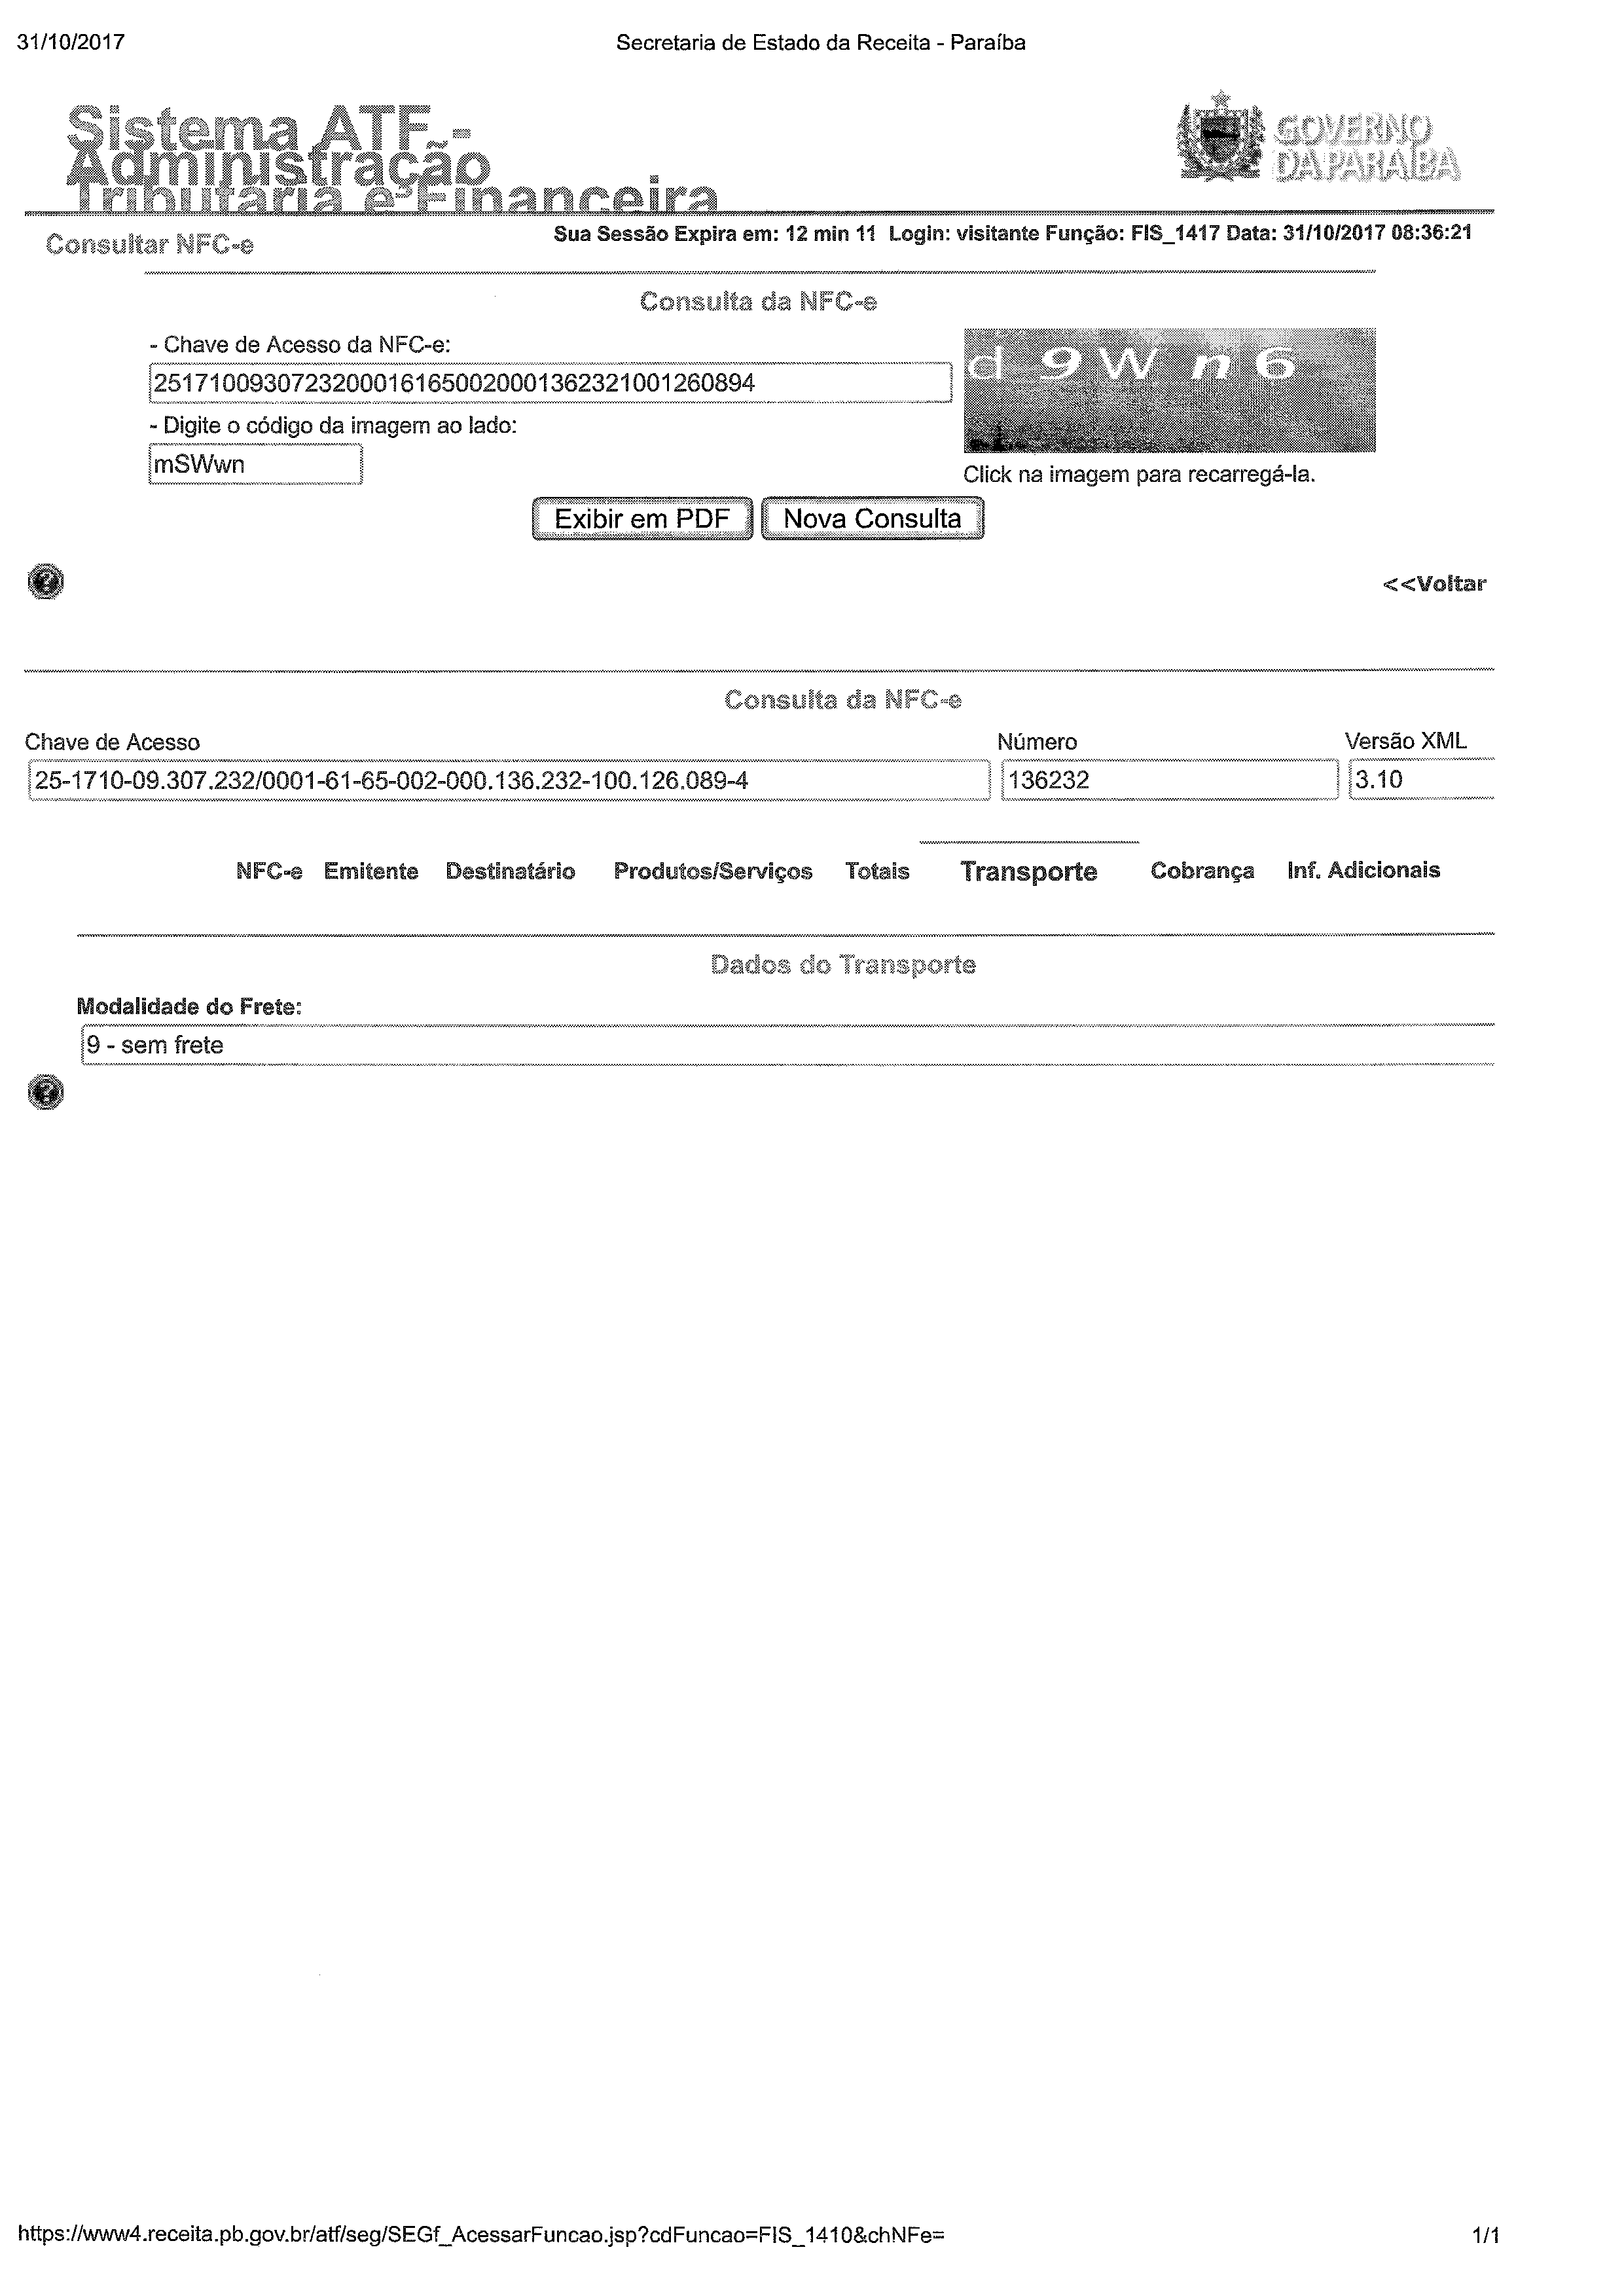 31/10/2017 Secretaria de Estado da Receita - Paraíba
Sistema ATF -
Administração
Tributária e Financeira
GOVERNO
DA PARAÍBA
Consultar NFC-e
Sua Sessão Expira em: 12 min 11 Login: visitante Função: FIS_1417 Data: 31/10/2017 08:36:21
Consulta da NFC-e
- Chave de Acesso da NFC-e:
25171009307232000161650020001362321001260894
d 9 W n 6
- Digite o código da imagem ao lado:
mSWwn
Click na imagem para recarregá-la.
Exibir em PDF Nova Consulta
<<Voltar
Consulta da NFC-e
Chave de Acesso Número Versão XML
25-1710-09.307.232/0001-61-65-002-000.136.232-100.126.089-4 136232 3.10
NFC-e Emitente Destinatário Produtos/Serviços Totais Transporte Cobrança Inf. Adicionais
Dados do Transporte
Modalidade do Frete:
9 - sem frete
https://www4.receita.pb.gov.br/atf/seg/SEGf_AcessarFuncao.jsp?cdFuncao=FIS_1410&chNFe= 1/1